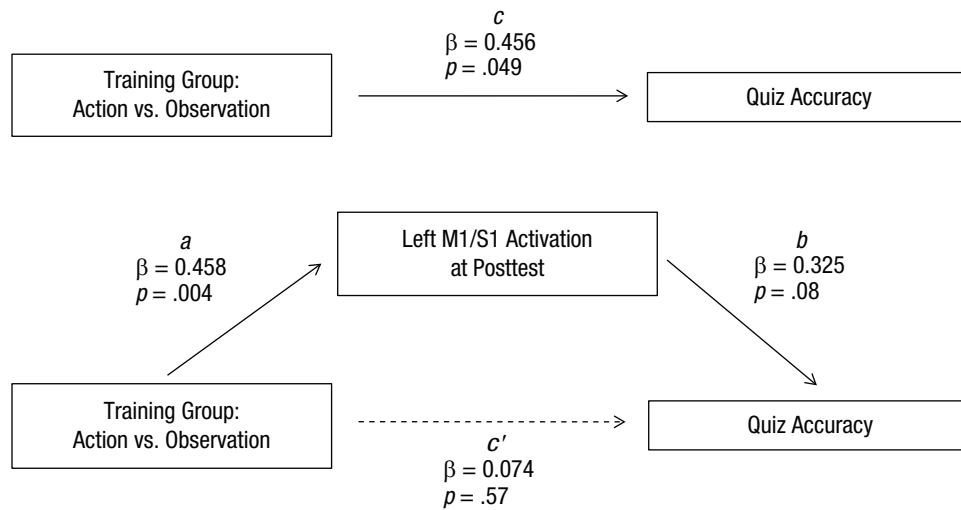 c
β = 0.456
p = .049
Training Group:
Action vs. Observation
Quiz Accuracy
Left M1/S1 Activation
at Posttest
a
β = 0.458
p = .004
b
β = 0.325
p = .08
Training Group:
Action vs. Observation
Quiz Accuracy
c′
β = 0.074
p = .57